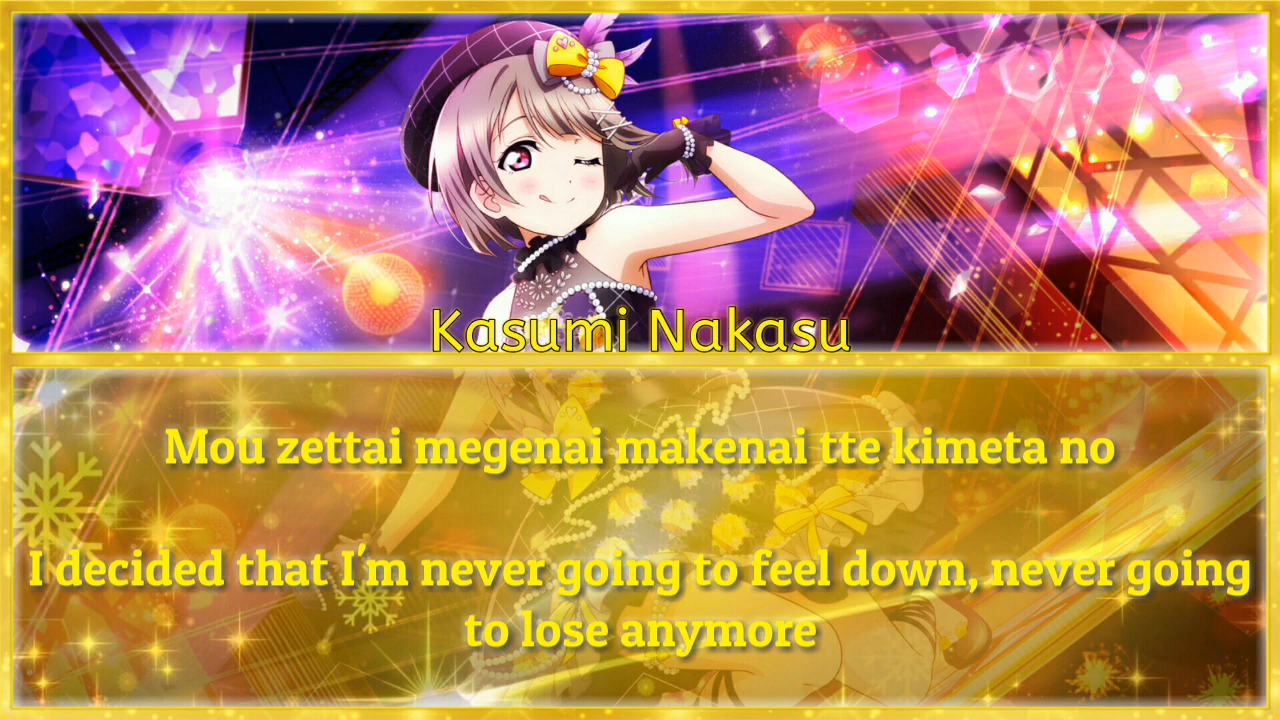 Kasumi Nakasu
Mou zettai megenai makenai tte kimeta no
I decided that I'm never going to feel down, never going
to lose anymore